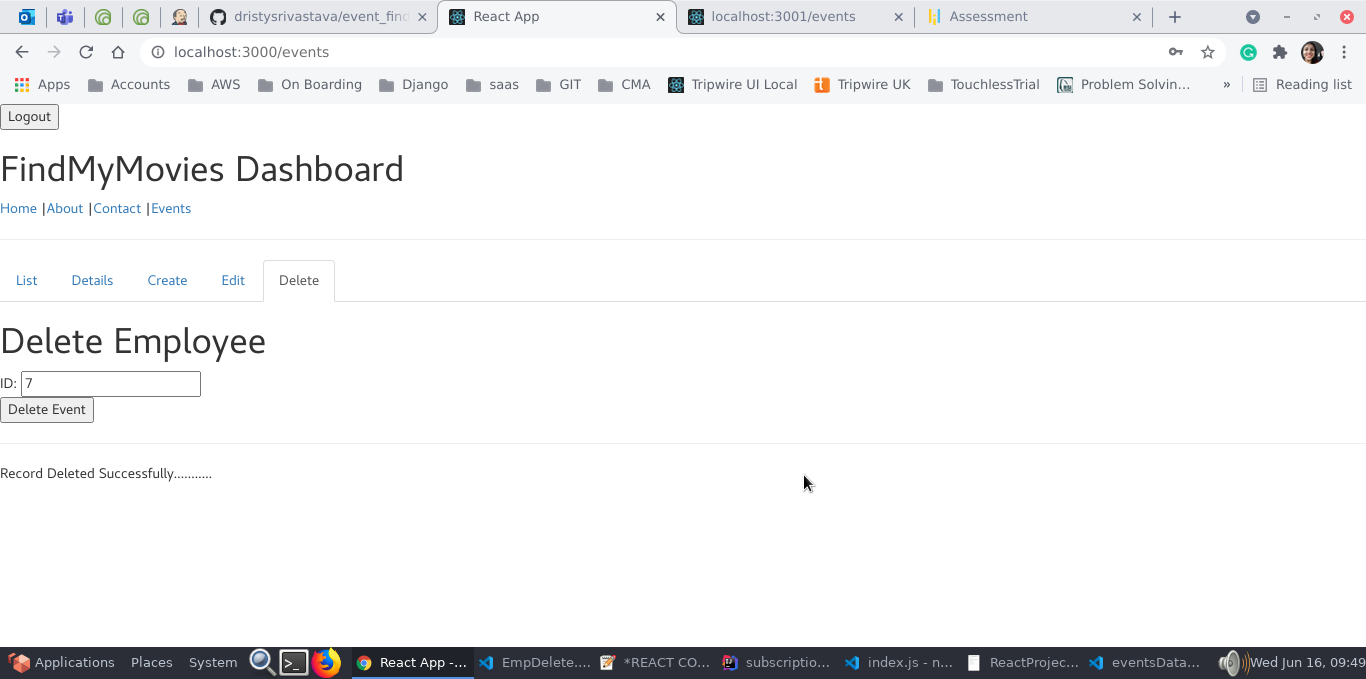 dristysrivastava/event_find
React App
localhost:3001/events
Assessment
localhost:3000/events
Apps Accounts AWS On Boarding Django saas GIT CMA Tripwire UI Local Tripwire UK TouchlessTrial Problem Solvin... » Reading list
Logout
FindMyMovies Dashboard
Home |About |Contact |Events
List Details Create Edit Delete
Delete Employee
ID: 7
Delete Event
Record Deleted Successfully...........
Applications Places System React App -... EmpDelete.... *REACT CO... subscriptio... index.js - n... ReactProjec... eventsData... Wed Jun 16, 09:49